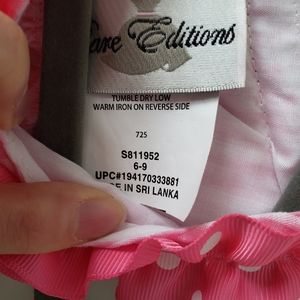 are Editions
TUMBLE DRY LOW
WARM IRON ON REVERSE SIDE
725
S811952
6-9
UPC#194170333881
E IN SRI LANKA